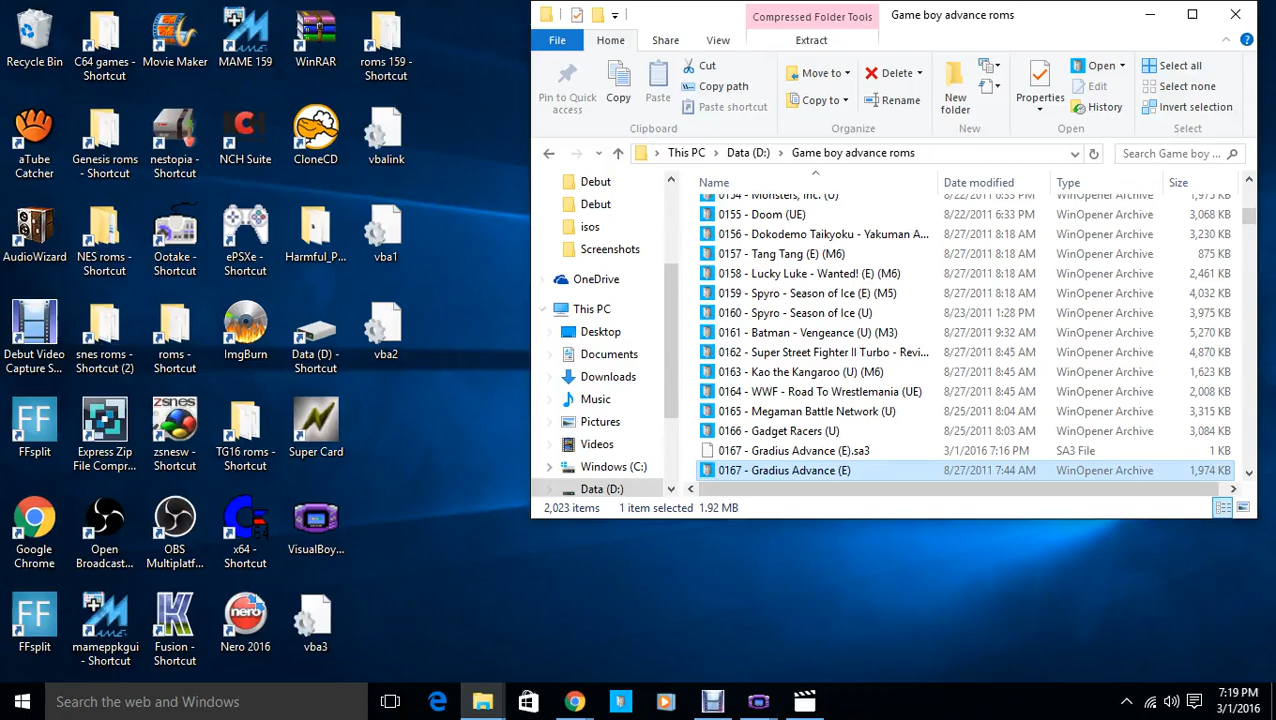 Recycle Bin
C64 games - Shortcut
Movie Maker
MAME 159
WinRAR
roms 159 - Shortcut
aTube Catcher
Genesis roms - Shortcut
nestopia - Shortcut
NCH Suite
CloneCD
vbalink
AudioWizard
NES roms - Shortcut
Ootake - Shortcut
ePSXe - Shortcut
Harmful_P...
vba1
Debut Video Capture S...
snes roms - Shortcut (2)
roms - Shortcut
ImgBurn
Data (D) - Shortcut
vba2
FF
FFsplit
Express Zip File Compr...
zsnes
zsnesw - Shortcut
TG16 roms - Shortcut
Super Card
Google Chrome
Open Broadcast...
OBS Multiplatf...
x64 - Shortcut
VisualBoy...
FF
FFsplit
mameppkgui - Shortcut
Fusion - Shortcut
nero
Nero 2016
vba3
Compressed Folder Tools
Game boy advance roms
File
Home
Share
View
Extract
Pin to Quick access
Copy
Paste
Cut
Copy path
Paste shortcut
Clipboard
Move to
Copy to
Delete
Rename
Organize
New folder
New
Properties
Open
Edit
History
Open
Select all
Select none
Invert selection
Select
This PC > Data (D:) > Game boy advance roms
Search Game boy ...
Debut
Debut
isos
Screenshots
OneDrive
This PC
Desktop
Documents
Downloads
Music
Pictures
Videos
Windows (C:)
Data (D:)
Name Date modified Type Size
0154 - Monsters, Inc. (U) 8/22/2011 6:33 PM WinOpener Archive 1,975 KB
0155 - Doom (UE) 8/22/2011 6:33 PM WinOpener Archive 3,068 KB
0156 - Dokodemo Taikyoku - Yakuman A... 8/27/2011 8:18 AM WinOpener Archive 3,230 KB
0157 - Tang Tang (E) (M6) 8/27/2011 8:18 AM WinOpener Archive 875 KB
0158 - Lucky Luke - Wanted! (E) (M6) 8/27/2011 8:18 AM WinOpener Archive 2,461 KB
0159 - Spyro - Season of Ice (E) (M5) 8/27/2011 8:18 AM WinOpener Archive 4,032 KB
0160 - Spyro - Season of Ice (U) 8/23/2011 1:28 PM WinOpener Archive 3,975 KB
0161 - Batman - Vengeance (U) (M3) 8/27/2011 9:32 AM WinOpener Archive 5,270 KB
0162 - Super Street Fighter II Turbo - Revi... 8/27/2011 8:45 AM WinOpener Archive 4,870 KB
0163 - Kao the Kangaroo (U) (M6) 8/27/2011 8:45 AM WinOpener Archive 1,623 KB
0164 - WWF - Road To Wrestlemania (UE) 8/27/2011 8:45 AM WinOpener Archive 2,008 KB
0165 - Megaman Battle Network (U) 8/25/2011 8:04 AM WinOpener Archive 3,315 KB
0166 - Gadget Racers (U) 8/25/2011 8:03 AM WinOpener Archive 3,084 KB
0167 - Gradius Advance (E).sa3 3/1/2016 7:16 PM SA3 File 1 KB
0167 - Gradius Advance (E) 8/27/2011 7:44 AM WinOpener Archive 1,974 KB
2,023 items 1 item selected 1.92 MB
Search the web and Windows
7:19 PM
3/1/2016